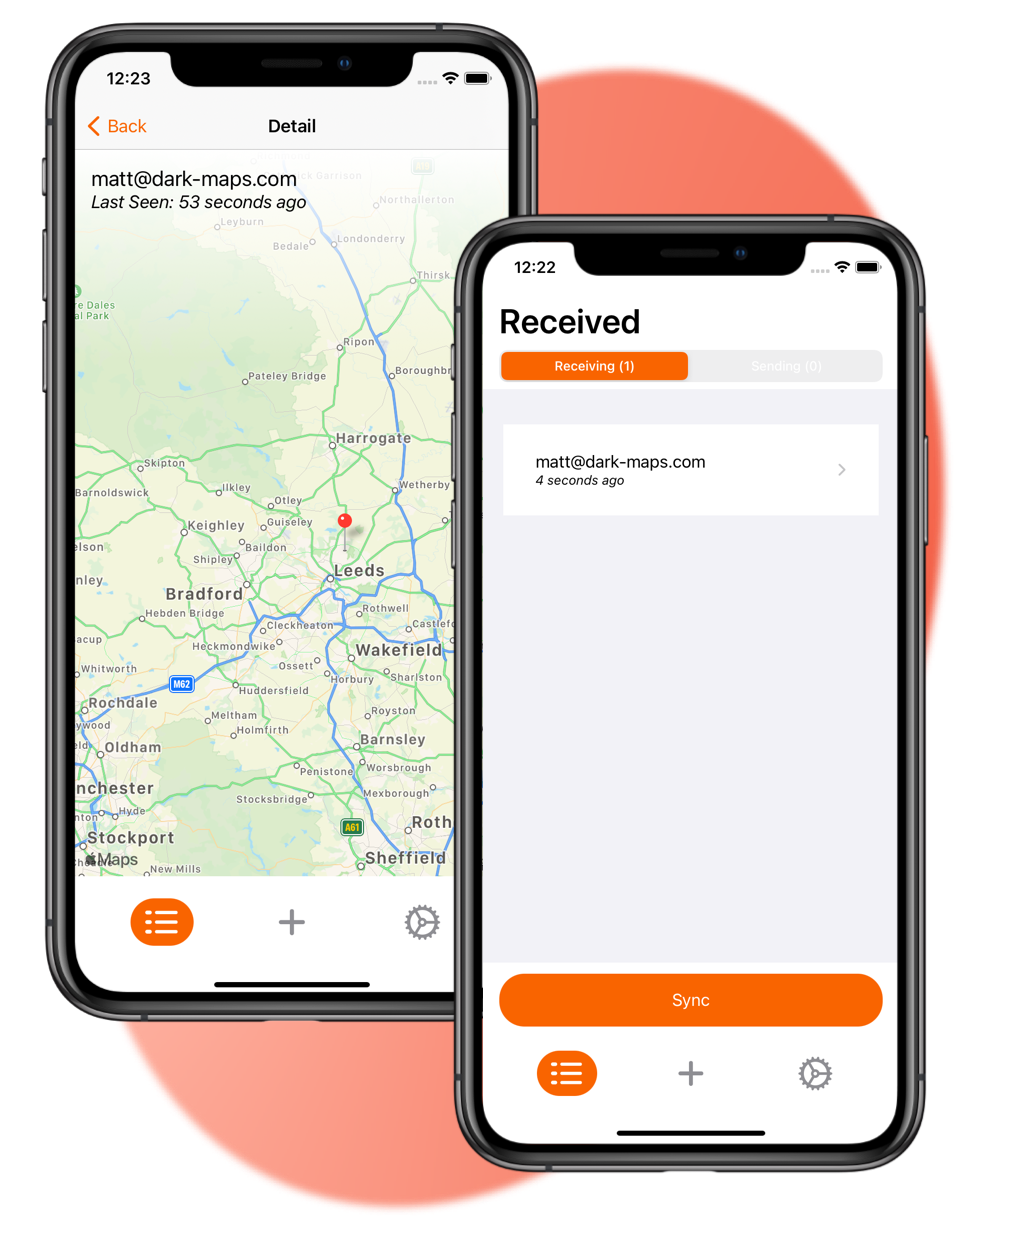 12:23
Back
Detail
matt@dark-maps.com
Last Seen: 53 seconds ago
Northallerton
Leyburn
Bedale
Londonderry
Thirsk
re Dales
al Park
Ripon
Pateley Bridge
Boroughbr
Harrogate
Skipton
Barnoldswick
Ilkley
Wetherby
Otley
Keighley
Guiseley
elson
Baildon
Shipley
Leeds
nley
Bradford
Hebden Bridge
Rothwell
Cleckheaton
Castlefo
acup
Heckmondwike
Wakefield
Whitworth
Ossett
Horbury
Sharlston
M62
Huddersfield
Rochdale
Meltham
Royston
ywood
Holmfirth
Oldham
Barnsley
Penistone
Worsbrough
nchester
Stocksbridge
Mexborough
nton
Hyde
A61
Roth
Stockport
Sheffield
Maps
New Mills
12:22
Received
Receiving (1)
Sending (0)
matt@dark-maps.com
4 seconds ago
Sync